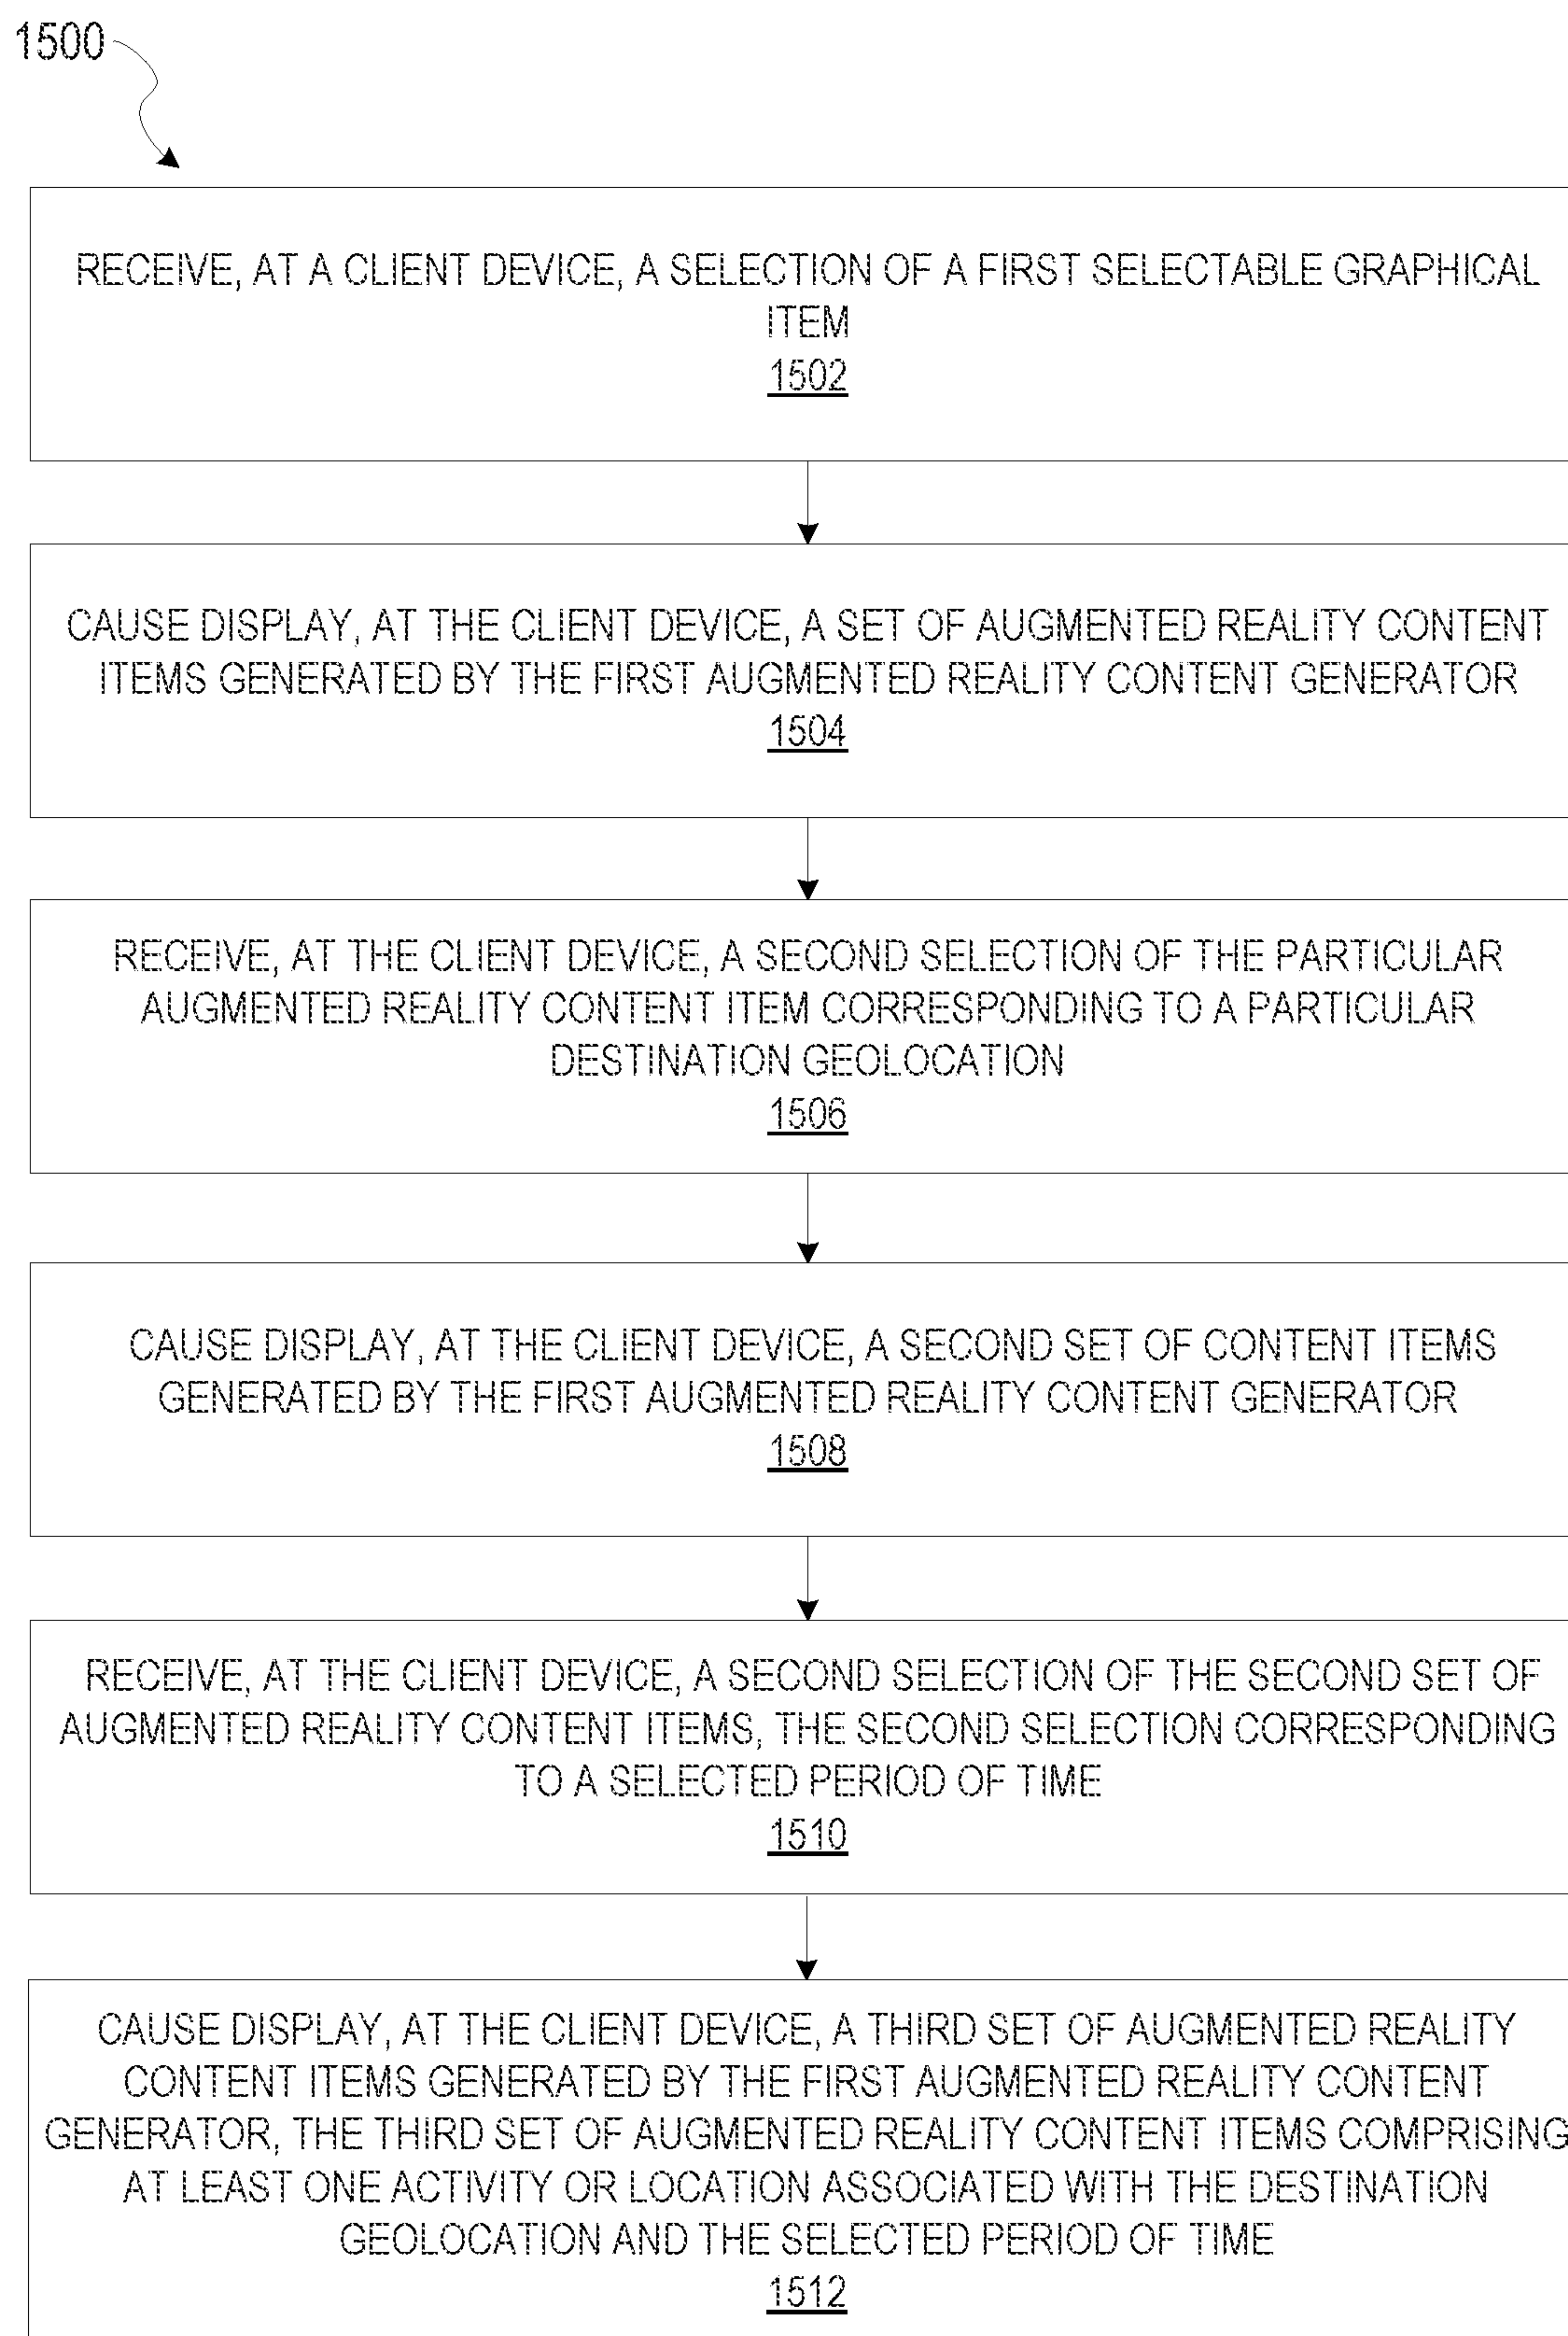 1500
RECEIVE, AT A CLIENT DEVICE, A SELECTION OF A FIRST SELECTABLE GRAPHICAL
ITEM
1502
CAUSE DISPLAY, AT THE CLIENT DEVICE, A SET OF AUGMENTED REALITY CONTENT
ITEMS GENERATED BY THE FIRST AUGMENTED REALITY CONTENT GENERATOR
1504
RECEIVE, AT THE CLIENT DEVICE, A SECOND SELECTION OF THE PARTICULAR
AUGMENTED REALITY CONTENT ITEM CORRESPONDING TO A PARTICULAR
DESTINATION GEOLOCATION
1506
CAUSE DISPLAY, AT THE CLIENT DEVICE, A SECOND SET OF CONTENT ITEMS
GENERATED BY THE FIRST AUGMENTED REALITY CONTENT GENERATOR
1508
RECEIVE, AT THE CLIENT DEVICE, A SECOND SELECTION OF THE SECOND SET OF
AUGMENTED REALITY CONTENT ITEMS, THE SECOND SELECTION CORRESPONDING
TO A SELECTED PERIOD OF TIME
1510
CAUSE DISPLAY, AT THE CLIENT DEVICE, A THIRD SET OF AUGMENTED REALITY
CONTENT ITEMS GENERATED BY THE FIRST AUGMENTED REALITY CONTENT
GENERATOR, THE THIRD SET OF AUGMENTED REALITY CONTENT ITEMS COMPRISING
AT LEAST ONE ACTIVITY OR LOCATION ASSOCIATED WITH THE DESTINATION
GEOLOCATION AND THE SELECTED PERIOD OF TIME
1512